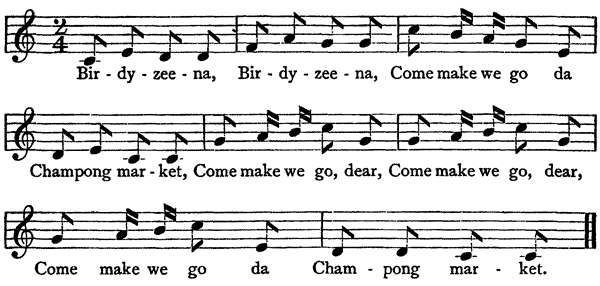 2 4
Bir - dy - zee - na, Bir - dy - zee - na, Come make we go da
Champong mar - ket, Come make we go, dear, Come make we go, dear,
Come make we go da Cham - pong mar - ket.